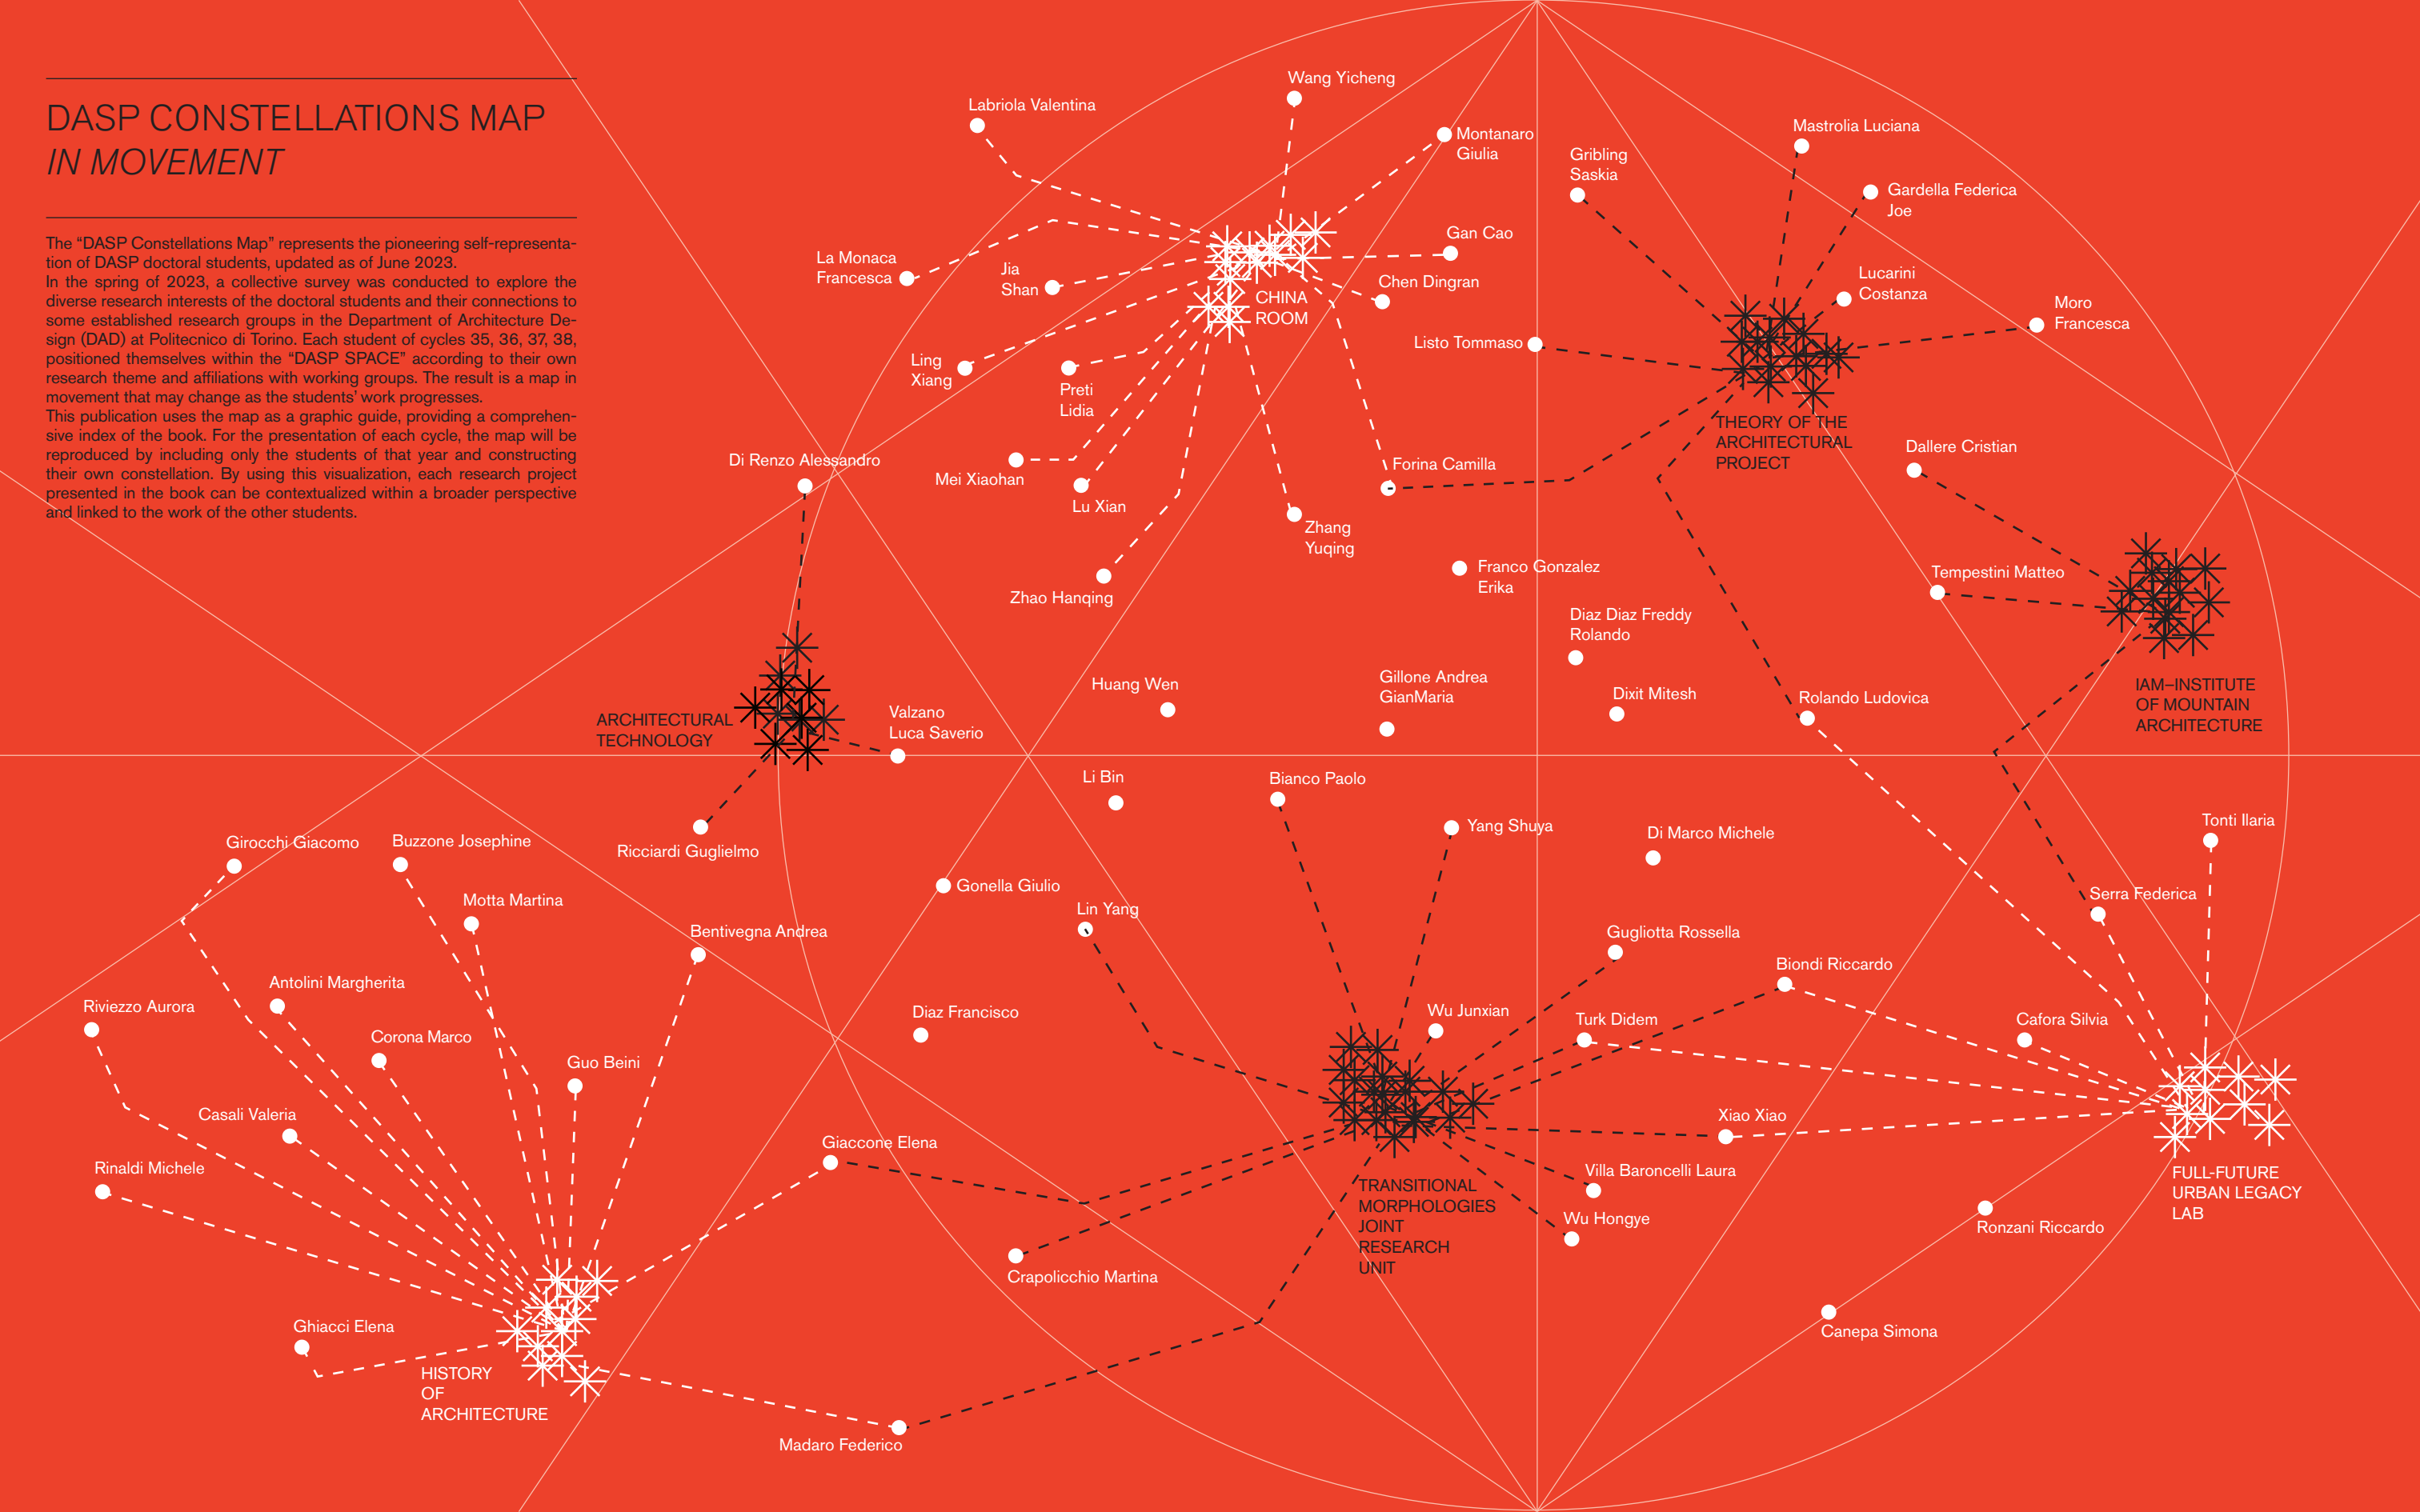 DASP CONSTELLATIONS MAP
IN MOVEMENT
The “DASP Constellations Map” represents the pioneering self-representa-
tion of DASP doctoral students, updated as of June 2023.
In the spring of 2023, a collective survey was conducted to explore the
diverse research interests of the doctoral students and their connections to
some established research groups in the Department of Architecture De-
sign (DAD) at Politecnico di Torino. Each student of cycles 35, 36, 37, 38,
positioned themselves within the “DASP SPACE” according to their own
research theme and affiliations with working groups. The result is a map in
movement that may change as the students’ work progresses.
This publication uses the map as a graphic guide, providing a comprehen-
sive index of the book. For the presentation of each cycle, the map will be
reproduced by including only the students of that year and constructing
their own constellation. By using this visualization, each research project
presented in the book can be contextualized within a broader perspective
and linked to the work of the other students.
Wang Yicheng
Labriola Valentina
Montanaro
Giulia
Mastrolia Luciana
Gribling
Saskia
Gardella Federica
Joe
Gan Cao
La Monaca
Francesca
Jia
Shan
Chen Dingran
Lucarini
Costanza
CHINA
ROOM
Moro
Francesca
Listo Tommaso
Ling
Xiang
Preti
Lidia
THEORY OF THE
ARCHITECTURAL
PROJECT
Dallere Cristian
Di Renzo Alessandro
Forina Camilla
Mei Xiaohan
Lu Xian
Zhang
Yuqing
Franco Gonzalez
Erika
Tempestini Matteo
Zhao Hanqing
Diaz Diaz Freddy
Rolando
Huang Wen
Gillone Andrea
GianMaria
Dixit Mitesh
Rolando Ludovica
IAM–INSTITUTE
OF MOUNTAIN
ARCHITECTURE
ARCHITECTURAL
TECHNOLOGY
Valzano
Luca Saverio
Li Bin
Bianco Paolo
Yang Shuya
Di Marco Michele
Tonti Ilaria
Girocchi Giacomo
Buzzone Josephine
Ricciardi Guglielmo
Gonella Giulio
Serra Federica
Motta Martina
Lin Yang
Bentivegna Andrea
Gugliotta Rossella
Biondi Riccardo
Antolini Margherita
Riviezzo Aurora
Diaz Francisco
Wu Junxian
Turk Didem
Cafora Silvia
Corona Marco
Guo Beini
Casali Valeria
Xiao Xiao
Giaccone Elena
Rinaldi Michele
Villa Baroncelli Laura
TRANSITIONAL
MORPHOLOGIES
JOINT
RESEARCH
UNIT
FULL-FUTURE
URBAN LEGACY
LAB
Wu Hongye
Ronzani Riccardo
Crapolicchio Martina
Ghiacci Elena
Canepa Simona
HISTORY
OF
ARCHITECTURE
Madaro Federico